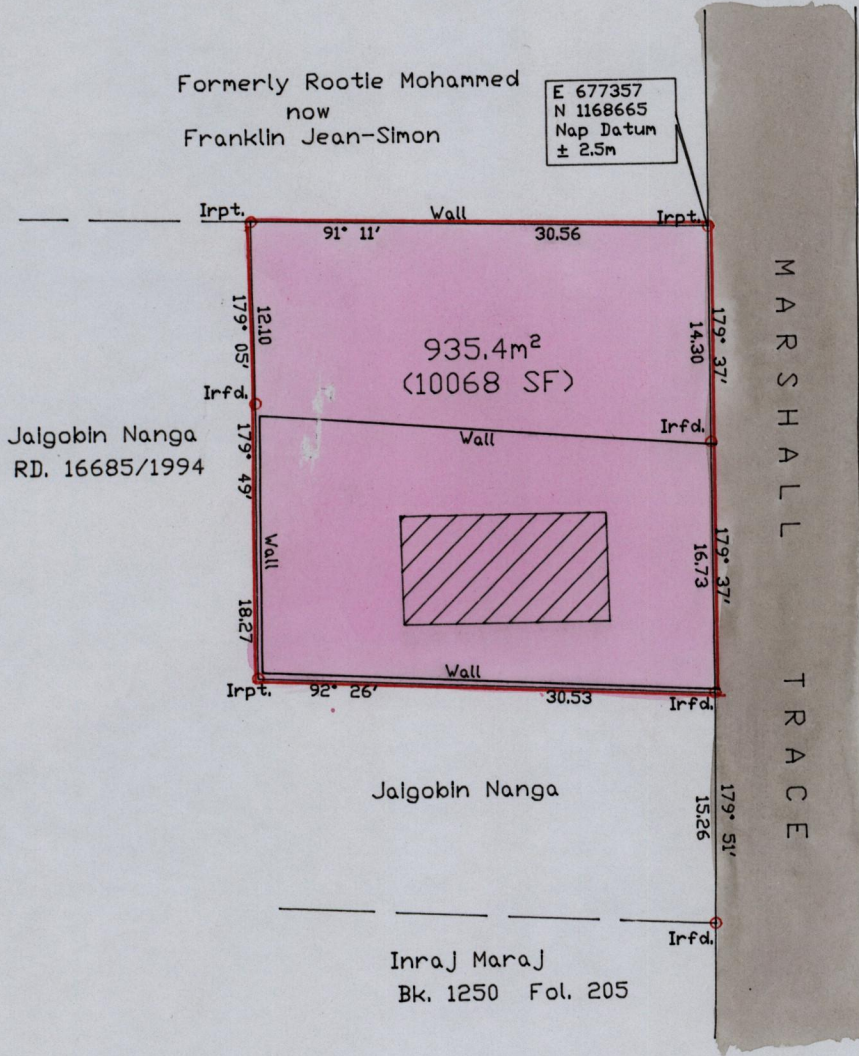 Formerly Rootie Mohammed
now
Franklin Jean-Simon
E 677357
N 1168665
Nap Datum
± 2.5m
Irpt.
Wall
Irpt.
91° 11'
30.56
12.10
179° 05'
14.30
179° 37'
935.4m²
(10068 SF)
Irfd.
Irfd.
Wall
Jaigobin Nanga
RD. 16685/1994
179° 49'
Wall
18.27
16.73
179° 37'
Wall
Irpt.
92° 26'
30.53
Irfd.
MARSHALL TRACE
Jaigobin Nanga
15.26
179° 51'
Irfd.
Inraj Maraj
Bk. 1250 Fol. 205